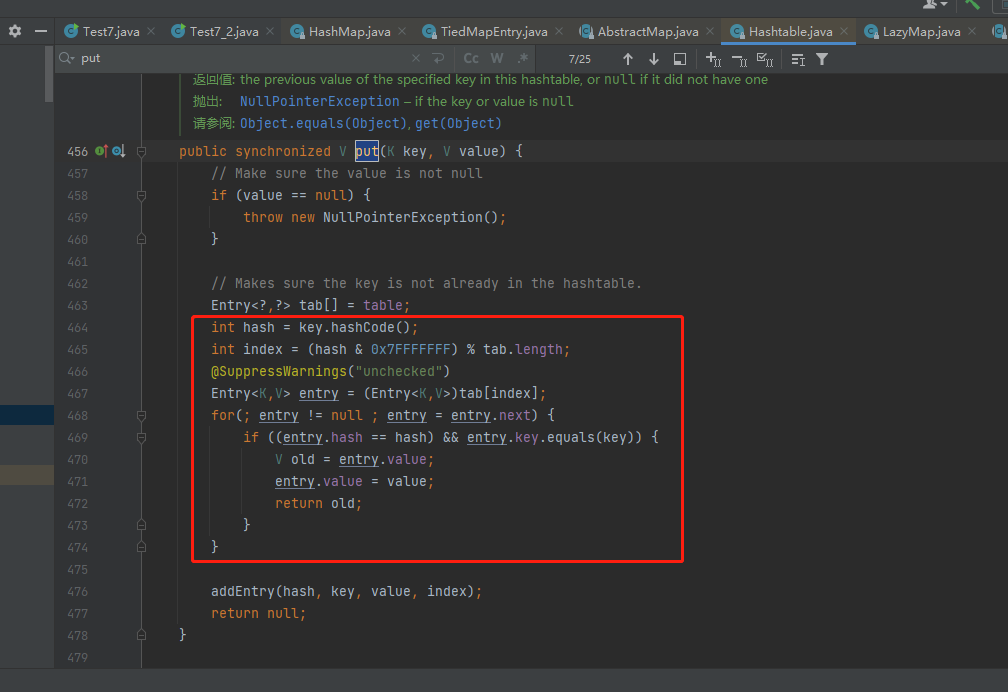 Test7.java
Test7_2.java
HashMap.java
TiedMapEntry.java
AbstractMap.java
Hashtable.java
LazyMap.java
put
Cc
W
.*
7/25
返回值: the previous value of the specified key in this hashtable, or null if it did not have one
抛出: NullPointerException – if the key or value is null
请参阅: Object.equals(Object), get(Object)
456 public synchronized V put(K key, V value) {
457 // Make sure the value is not null
458 if (value == null) {
459 throw new NullPointerException();
460 }
461
462 // Makes sure the key is not already in the hashtable.
463 Entry<?,?> tab[] = table;
464 int hash = key.hashCode();
465 int index = (hash & 0x7FFFFFFF) % tab.length;
466 @SuppressWarnings("unchecked")
467 Entry<K,V> entry = (Entry<K,V>)tab[index];
468 for(; entry != null ; entry = entry.next) {
469 if ((entry.hash == hash) && entry.key.equals(key)) {
470 V old = entry.value;
471 entry.value = value;
472 return old;
473 }
474 }
475
476 addEntry(hash, key, value, index);
477 return null;
478 }
479